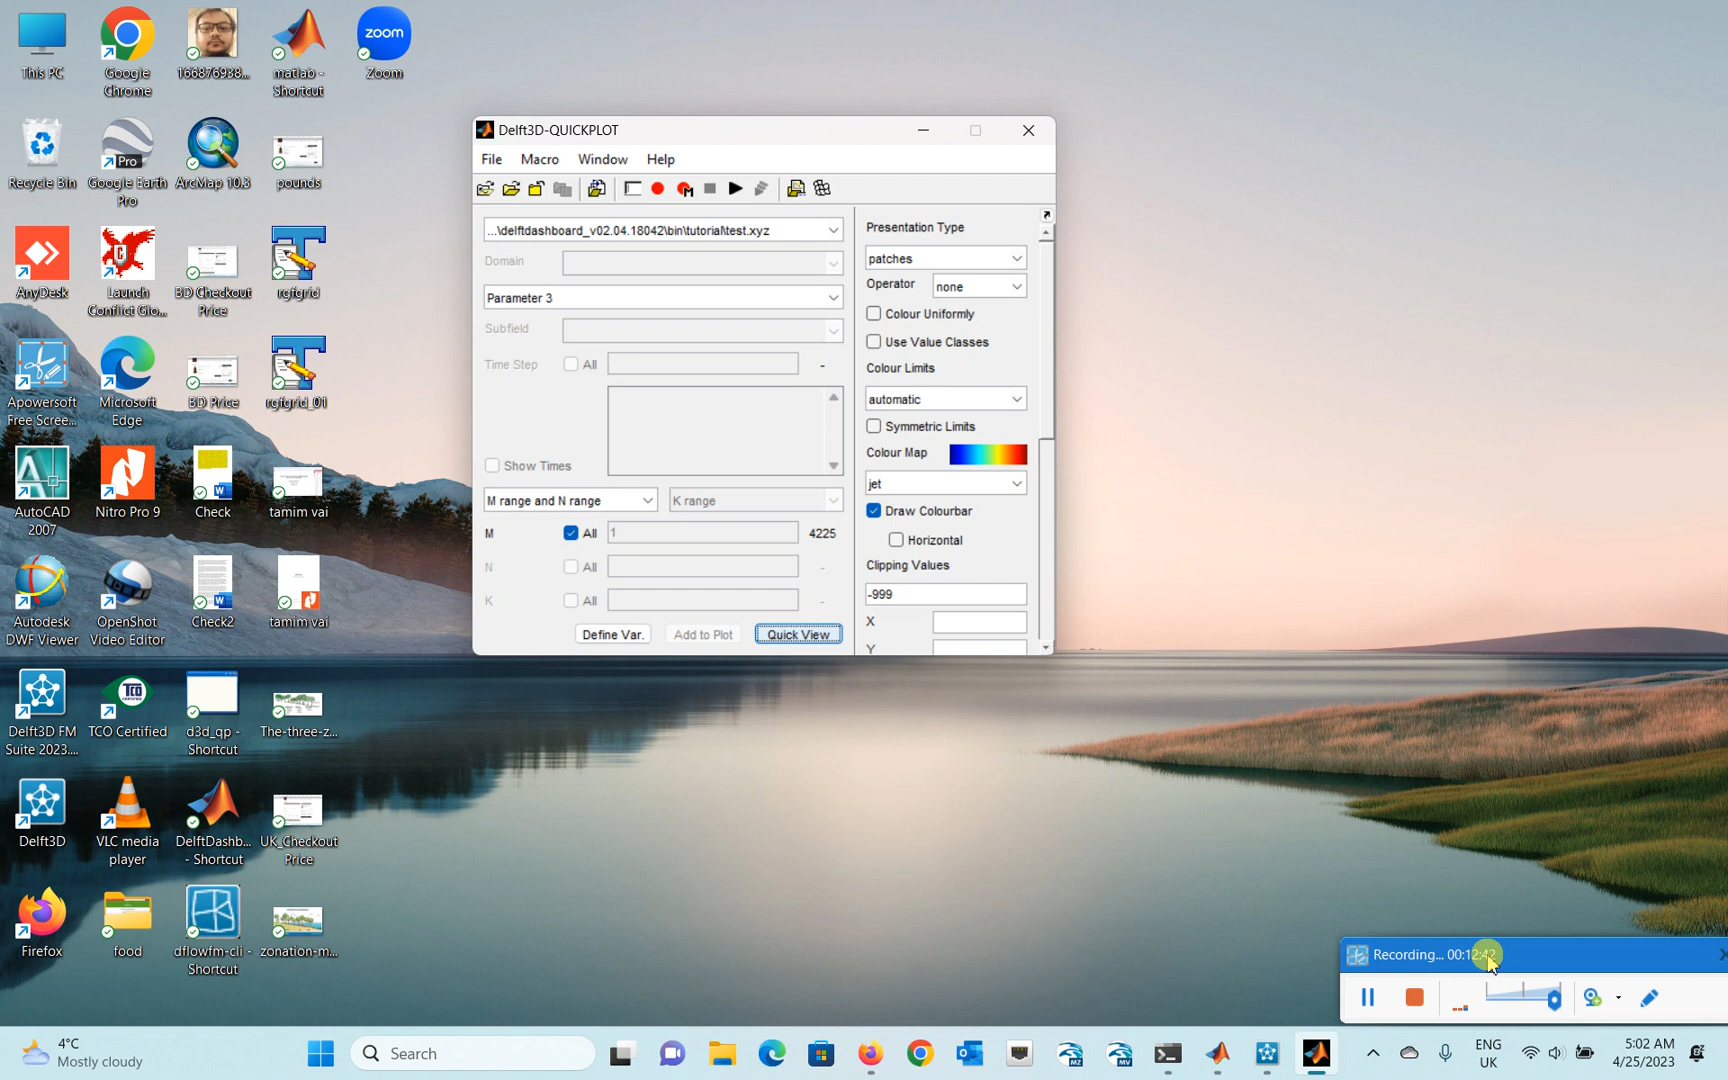 This PC
Google
Chrome
166876938...
matlab -
Shortcut
zoom
Zoom
Recycle Bin
Pro
Google Earth
Pro
ArcMap 10.3
pounds
AnyDesk
Launch
Conflict Glo...
BD Checkout
Price
rgfgrid
Apowersoft
Free Scree...
Microsoft
Edge
BD Price
rgfgrid_01
AutoCAD
2007
Nitro Pro 9
Check
tamim vai
Autodesk
DWF Viewer
OpenShot
Video Editor
Check2
tamim vai
Delft3D FM
Suite 2023....
TCO
TCO Certified
d3d_qp -
Shortcut
The-three-z...
Delft3D
VLC media
player
DelftDashb...
- Shortcut
UK_Checkout
Price
Firefox
food
dflowfm-cli -
Shortcut
zonation-m...
Delft3D-QUICKPLOT
File Macro Window Help
...\delftdashboard_v02.04.18042\bin\tutorial\test.xyz
Domain
Parameter 3
Subfield
Time Step All -
Show Times
M range and N range K range
M All 1 4225
N All -
K All -
Define Var. Add to Plot Quick View
Presentation Type
patches
Operator none
Colour Uniformly
Use Value Classes
Colour Limits
automatic
Symmetric Limits
Colour Map
jet
Draw Colourbar
Horizontal
Clipping Values
-999
X
Y
Recording... 00:12:42
4°C
Mostly cloudy
Search
ENG
UK
5:02 AM
4/25/2023